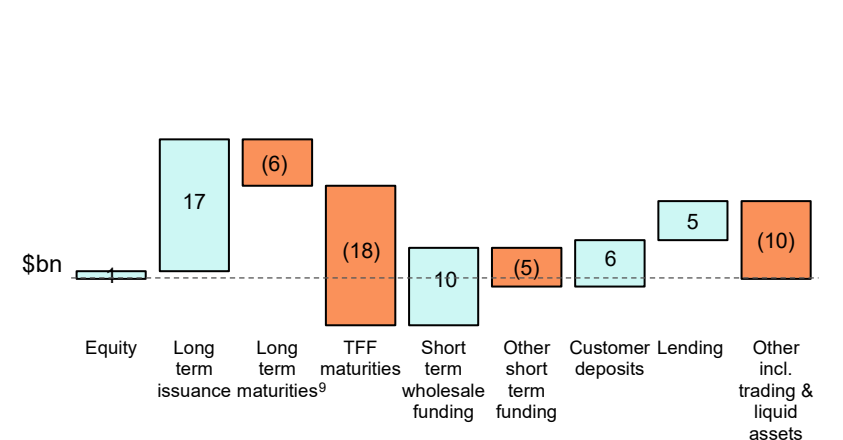 17
(6)
(18)
10
(5)
6
5
(10)
$bn
1
Equity
Long
term
issuance
Long
term
maturities⁹
TFF
maturities
Short
term
wholesale
funding
Other
short
term
funding
Customer
deposits
Lending
Other
incl.
trading &
liquid
assets